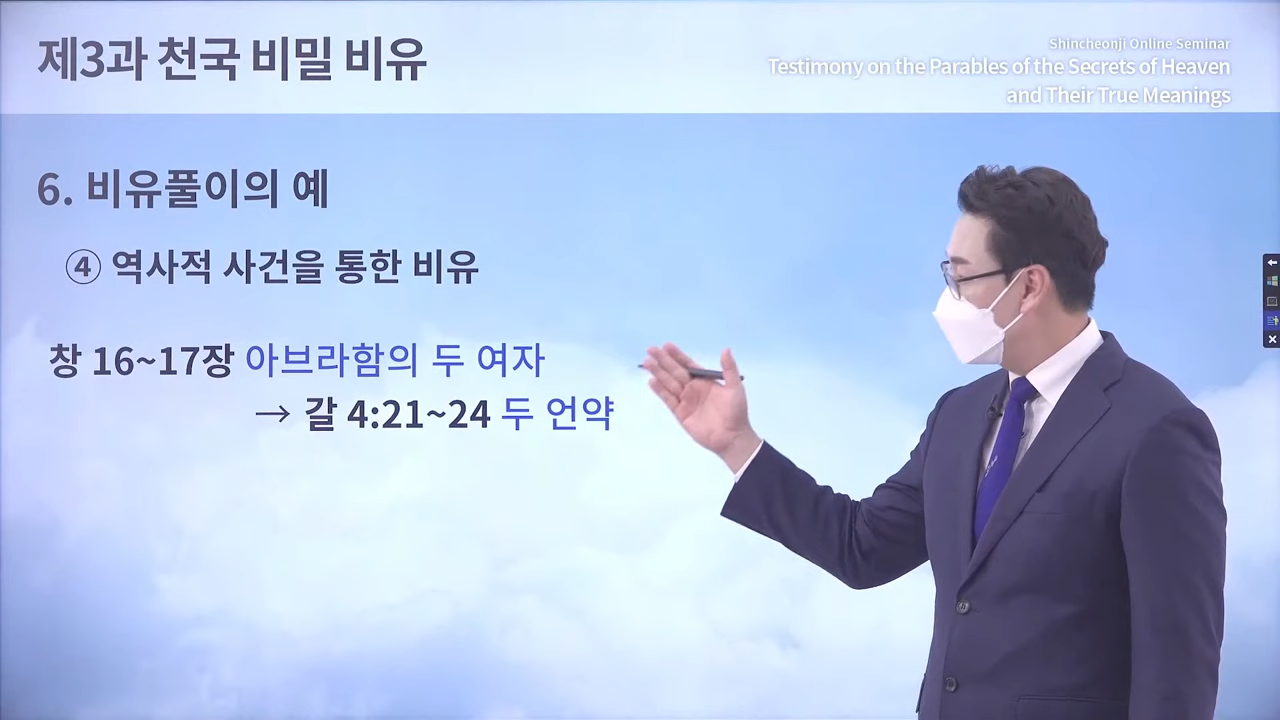 제3과 천국 비밀 비유
Shincheonji Online Seminar
Testimony on the Parables of the Secrets of Heaven
and Their True Meanings
6. 비유풀이의 예
④ 역사적 사건을 통한 비유
창 16~17장 아브라함의 두 여자
→ 갈 4:21~24 두 언약